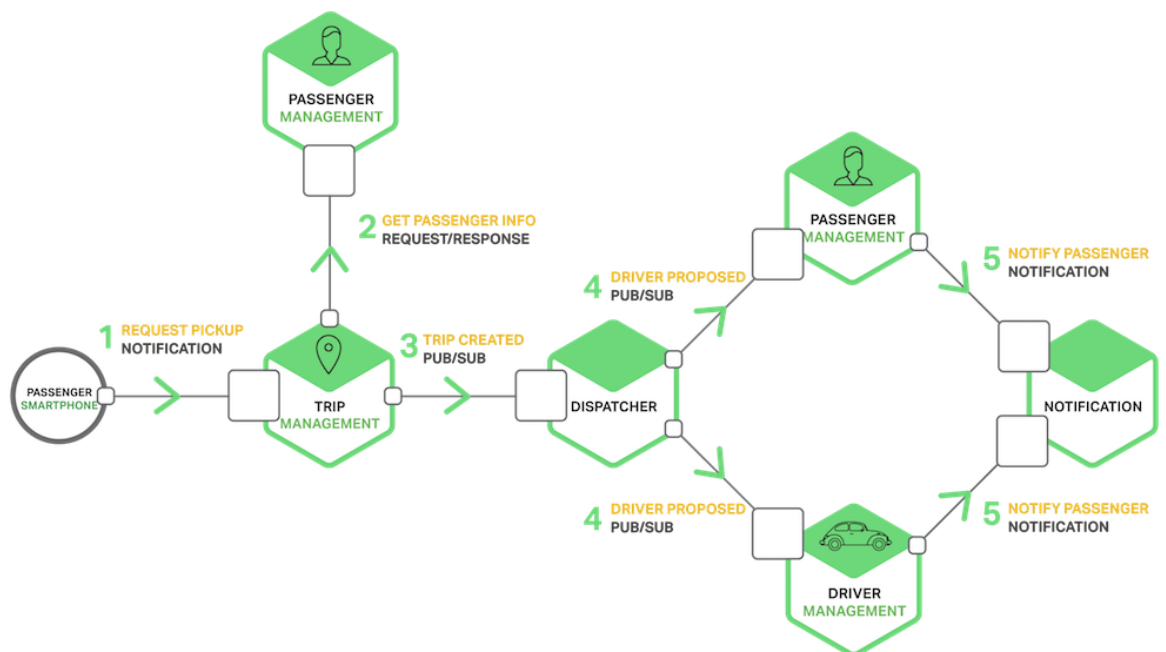 PASSENGER
MANAGEMENT
2 GET PASSENGER INFO
REQUEST/RESPONSE
1 REQUEST PICKUP
NOTIFICATION
PASSENGER
SMARTPHONE
TRIP
MANAGEMENT
3 TRIP CREATED
PUB/SUB
DISPATCHER
4 DRIVER PROPOSED
PUB/SUB
PASSENGER
MANAGEMENT
5 NOTIFY PASSENGER
NOTIFICATION
4 DRIVER PROPOSED
PUB/SUB
DRIVER
MANAGEMENT
5 NOTIFY PASSENGER
NOTIFICATION
NOTIFICATION